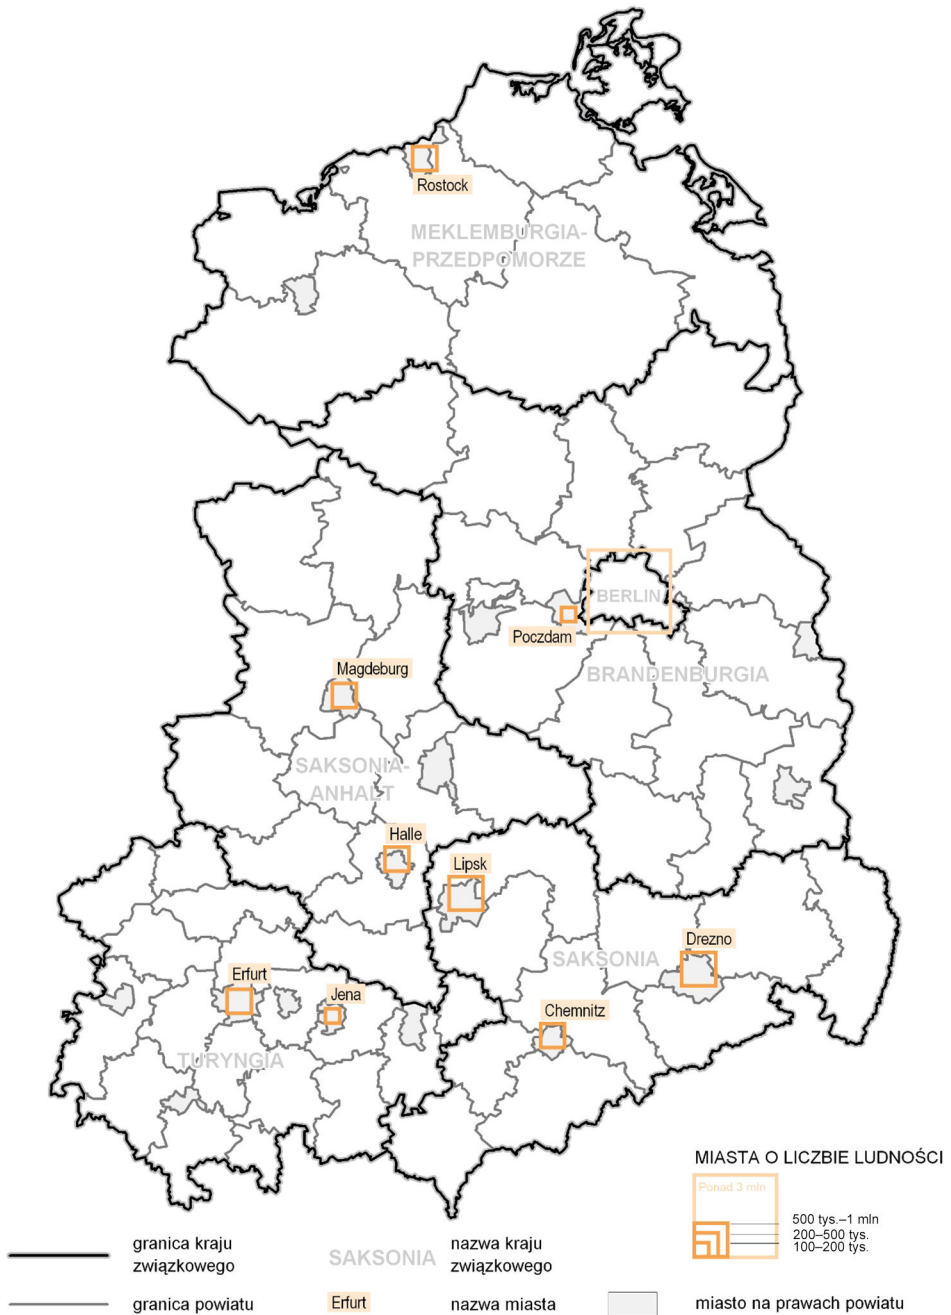 Rostock
MEKLEMBURGIA-
PRZEDPOMORZE
BERLIN
Poczdam
Magdeburg
BRANDENBURGIA
SAKSONIA-
ANHALT
Halle
Lipsk
Drezno
SAKSONIA
Erfurt
Jena
Chemnitz
TURYNGIA
MIASTA O LICZBIE LUDNOŚCI
Ponad 3 mln
500 tys.–1 mln
200–500 tys.
100–200 tys.
granica kraju
związkowego
SAKSONIA
nazwa kraju
związkowego
granica powiatu
Erfurt
nazwa miasta
miasto na prawach powiatu